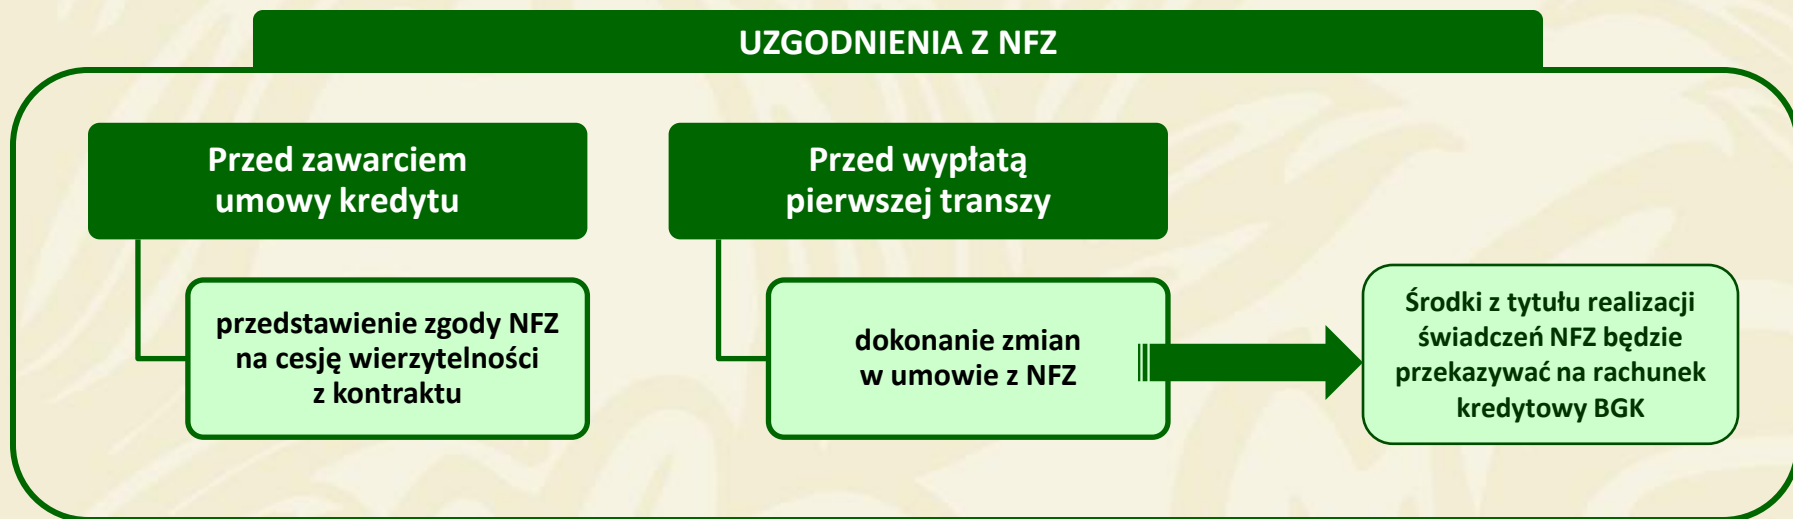 UZGODNIENIA Z NFZ
Przed zawarciem
umowy kredytu
przedstawienie zgody NFZ
na cesję wierzytelności
z kontraktu
Przed wypłatą
pierwszej transzy
dokonanie zmian
w umowie z NFZ
Środki z tytułu realizacji
świadczeń NFZ będzie
przekazywać na rachunek
kredytowy BGK